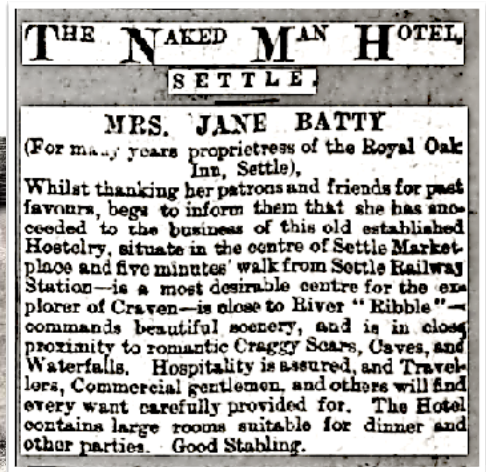 THE NAKED MAN HOTEL,
SETTLE.
MRS. JANE BATTY
(For many years proprietress of the Royal Oak
Inn, Settle),
Whilst thanking her patrons and friends for past
favours, begs to inform them that she has suc-
ceeded to the business of this old established
Hostelry, situate in the centre of Settle Market-
place and five minutes' walk from Settle Railway
Station—is a most desirable centre for the ex-
plorer of Craven—is close to River "Ribble"—
commands beautiful scenery, and is in close
proximity to romantic Craggy Scars, Caves, and
Waterfalls. Hospitality is assured, and Travel-
lers, Commercial gentlemen, and others will find
every want carefully provided for. The Hotel
contains large rooms suitable for dinner and
other parties. Good Stabling.